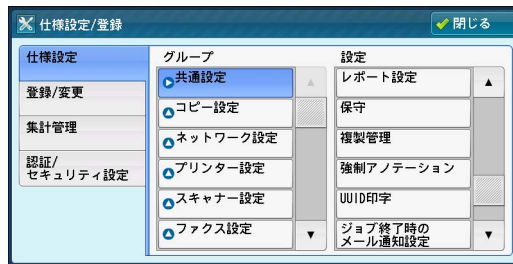 仕様設定/登録
閉じる
仕様設定
登録/変更
集計管理
認証/
セキュリティ設定
グループ
共通設定
コピー設定
ネットワーク設定
プリンター設定
スキャナー設定
ファクス設定
設定
レポート設定
保守
複製管理
強制アノテーション
UUID印字
ジョブ終了時の
メール通知設定